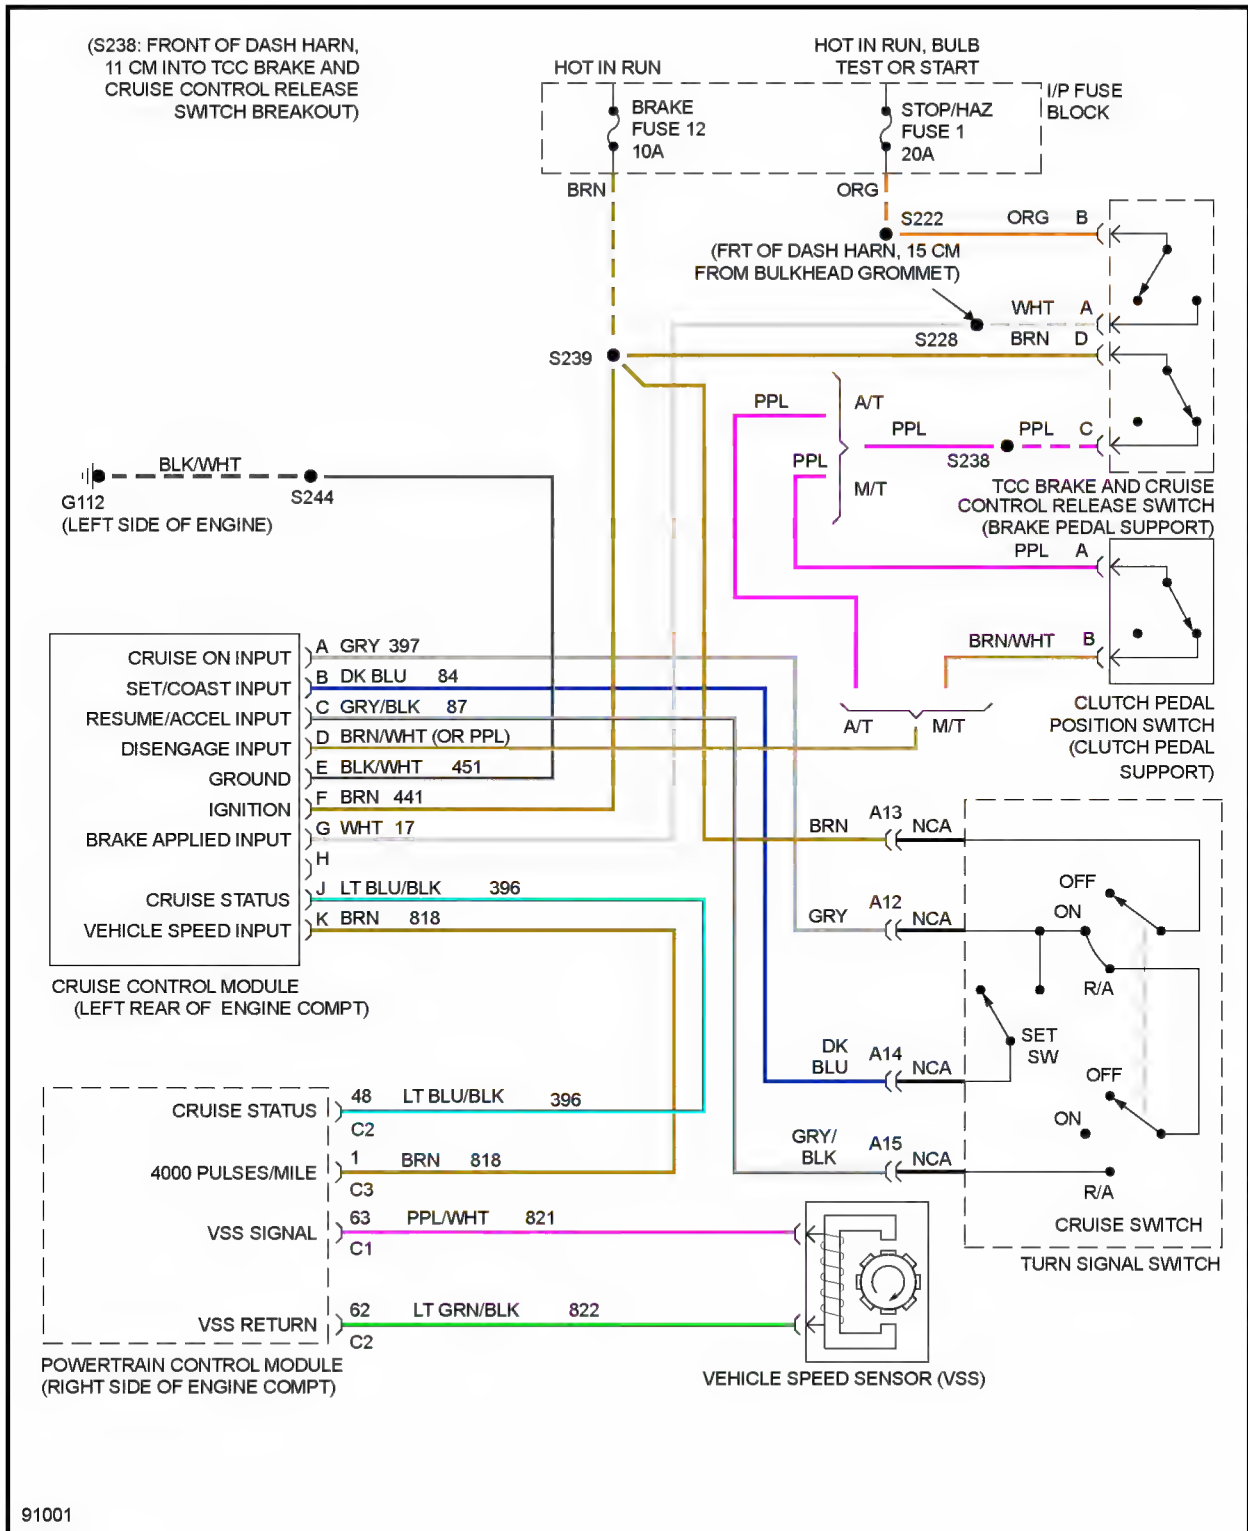 (S238: FRONT OF DASH HARN,
11 CM INTO TCC BRAKE AND
CRUISE CONTROL RELEASE
SWITCH BREAKOUT)
HOT IN RUN
HOT IN RUN, BULB
TEST OR START
BRAKE
FUSE 12
10A
STOP/HAZ
FUSE 1
20A
I/P FUSE
BLOCK
BRN
ORG
S222
ORG B
(FRT OF DASH HARN, 15 CM
FROM BULKHEAD GROMMET)
WHT A
S228
BRN D
S239
PPL
A/T
PPL
PPL C
S238
PPL
M/T
TCC BRAKE AND CRUISE
CONTROL RELEASE SWITCH
(BRAKE PEDAL SUPPORT)
BLK/WHT
S244
G112
(LEFT SIDE OF ENGINE)
PPL A
BRN/WHT B
CLUTCH PEDAL
POSITION SWITCH
(CLUTCH PEDAL
SUPPORT)
A/T
M/T
CRUISE ON INPUT A GRY 397
SET/COAST INPUT B DK BLU 84
RESUME/ACCEL INPUT C GRY/BLK 87
DISENGAGE INPUT D BRN/WHT (OR PPL)
GROUND E BLK/WHT 451
IGNITION F BRN 441
BRAKE APPLIED INPUT G WHT 17
H
CRUISE STATUS J LT BLU/BLK 396
VEHICLE SPEED INPUT K BRN 818
CRUISE CONTROL MODULE
(LEFT REAR OF ENGINE COMPT)
BRN A13 NCA
GRY A12 NCA
OFF
ON
R/A
SET
SW
DK
BLU A14 NCA
OFF
ON
GRY/
BLK A15 NCA
R/A
CRUISE SWITCH
TURN SIGNAL SWITCH
CRUISE STATUS 48 LT BLU/BLK 396
C2
4000 PULSES/MILE 1 BRN 818
C3
VSS SIGNAL 63 PPL/WHT 821
C1
VSS RETURN 62 LT GRN/BLK 822
C2
POWERTRAIN CONTROL MODULE
(RIGHT SIDE OF ENGINE COMPT)
VEHICLE SPEED SENSOR (VSS)
91001